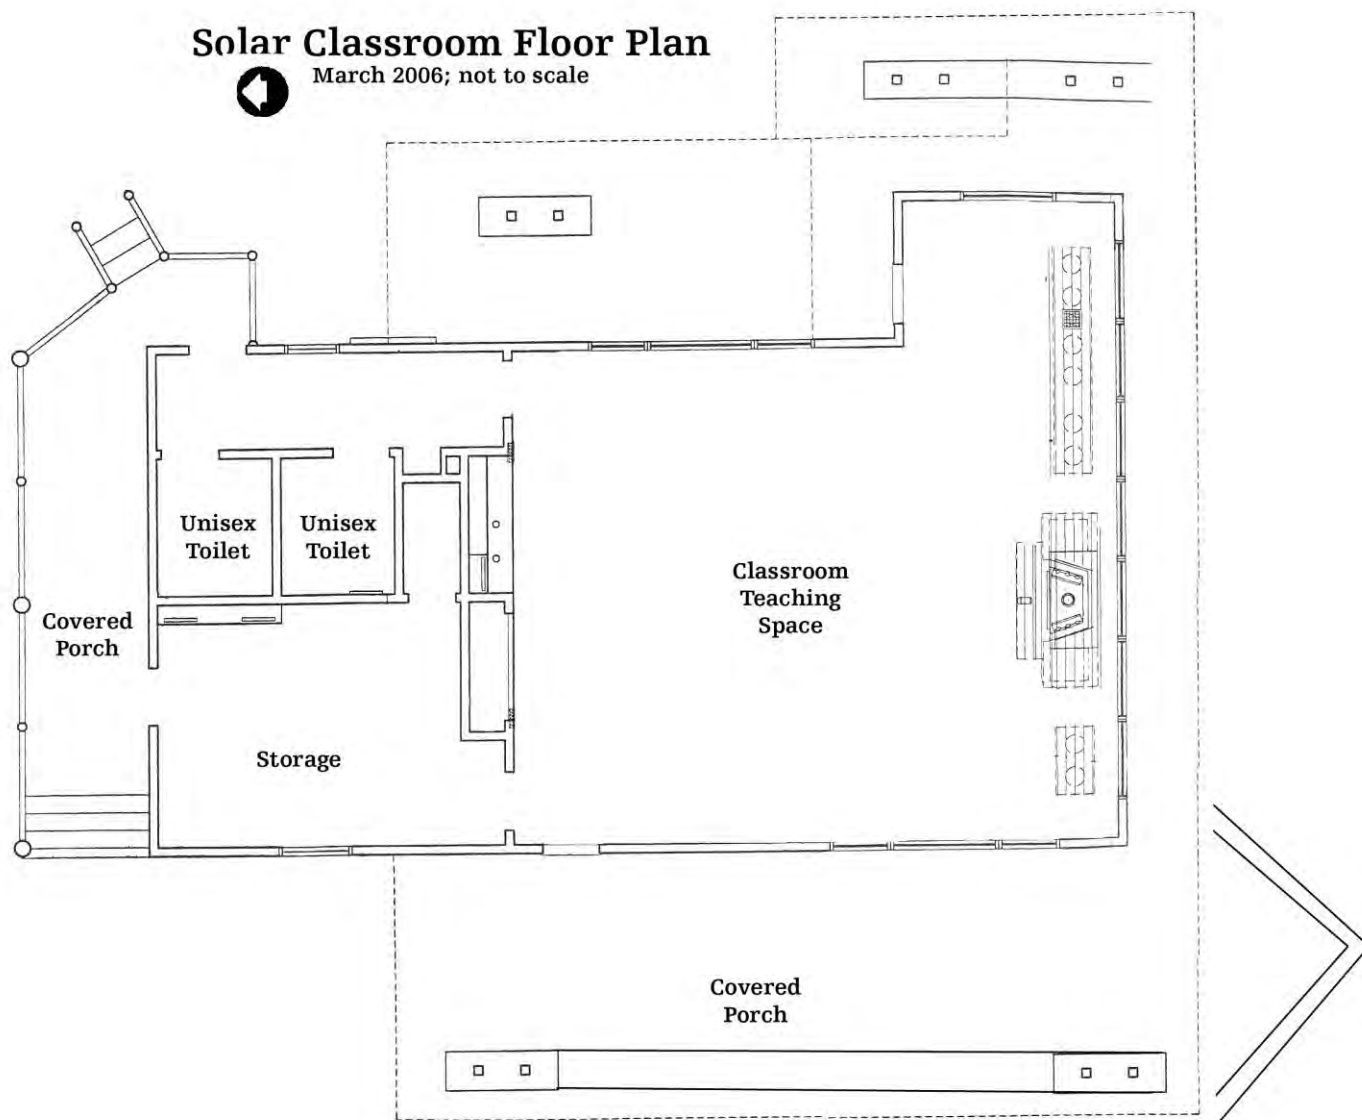 Solar Classroom Floor Plan
March 2006; not to scale
Unisex
Toilet
Unisex
Toilet
Classroom
Teaching
Space
Covered
Porch
Storage
Covered
Porch